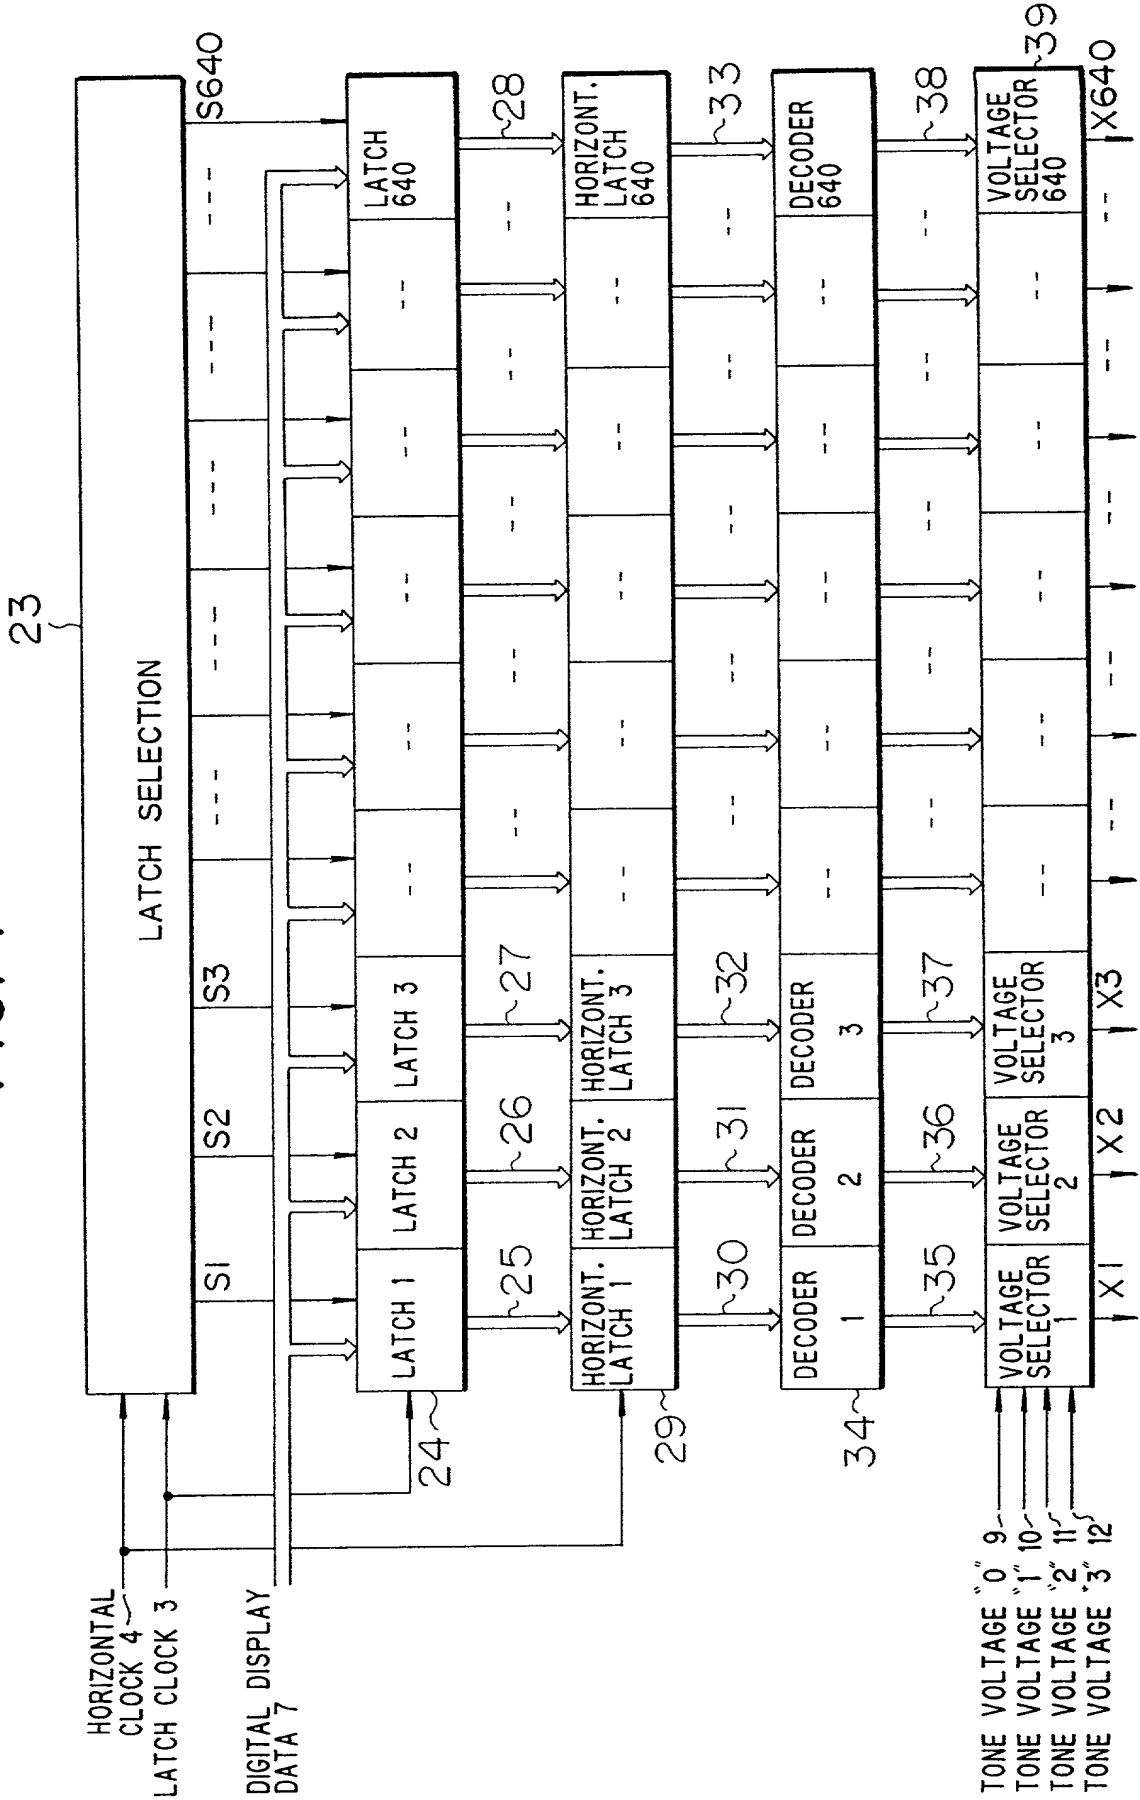 23
HORIZONTAL
CLOCK 4
LATCH CLOCK 3
LATCH SELECTION
S1
S2
S3
---
---
---
---
---
S640
DIGITAL DISPLAY
DATA 7
24
LATCH 1
LATCH 2
LATCH 3
--
--
--
--
--
LATCH
640
25
26
27
--
--
--
--
--
28
29
HORIZONT.
LATCH 1
HORIZONT.
LATCH 2
HORIZONT.
LATCH 3
--
--
--
--
--
HORIZONT.
LATCH
640
30
31
32
--
--
--
--
--
33
34
DECODER
1
DECODER
2
DECODER
3
--
--
--
--
--
DECODER
640
35
36
37
--
--
--
--
--
38
TONE VOLTAGE "0" 9
TONE VOLTAGE "1" 10
TONE VOLTAGE "2" 11
TONE VOLTAGE "3" 12
VOLTAGE
SELECTOR
1
VOLTAGE
SELECTOR
2
VOLTAGE
SELECTOR
3
--
--
--
--
--
VOLTAGE
SELECTOR
640
39
X1
X2
X3
--
--
--
--
--
X640